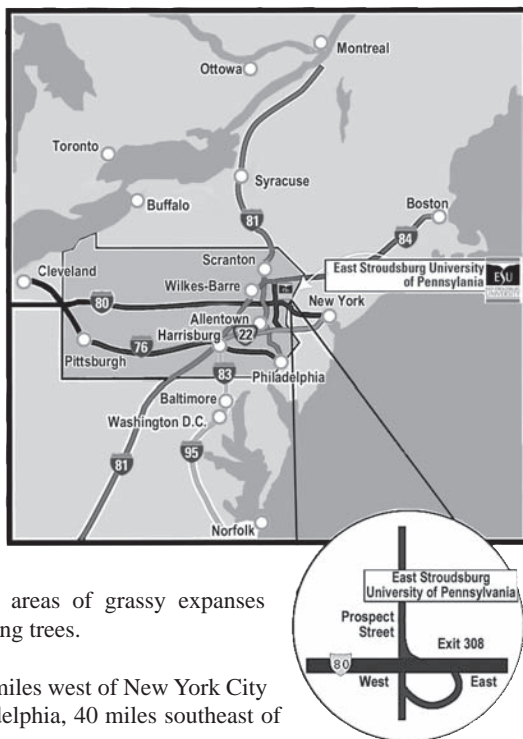 Montreal
Ottowa
Toronto
Syracuse
Buffalo
Boston
81
84
Scranton
East Stroudsburg University
of Pennsylania
ESU
Cleveland
Wilkes-Barre
80
New York
Allentown
22
Harrisburg
76
Pittsburgh
Philadelphia
83
Baltimore
Washington D.C.
81
95
Norfolk
areas of grassy expanses
ng trees.
miles west of New York City
delphia, 40 miles southeast of
East Stroudsburg
University of Pennsylvania
Prospect
Street
Exit 308
80
West
East